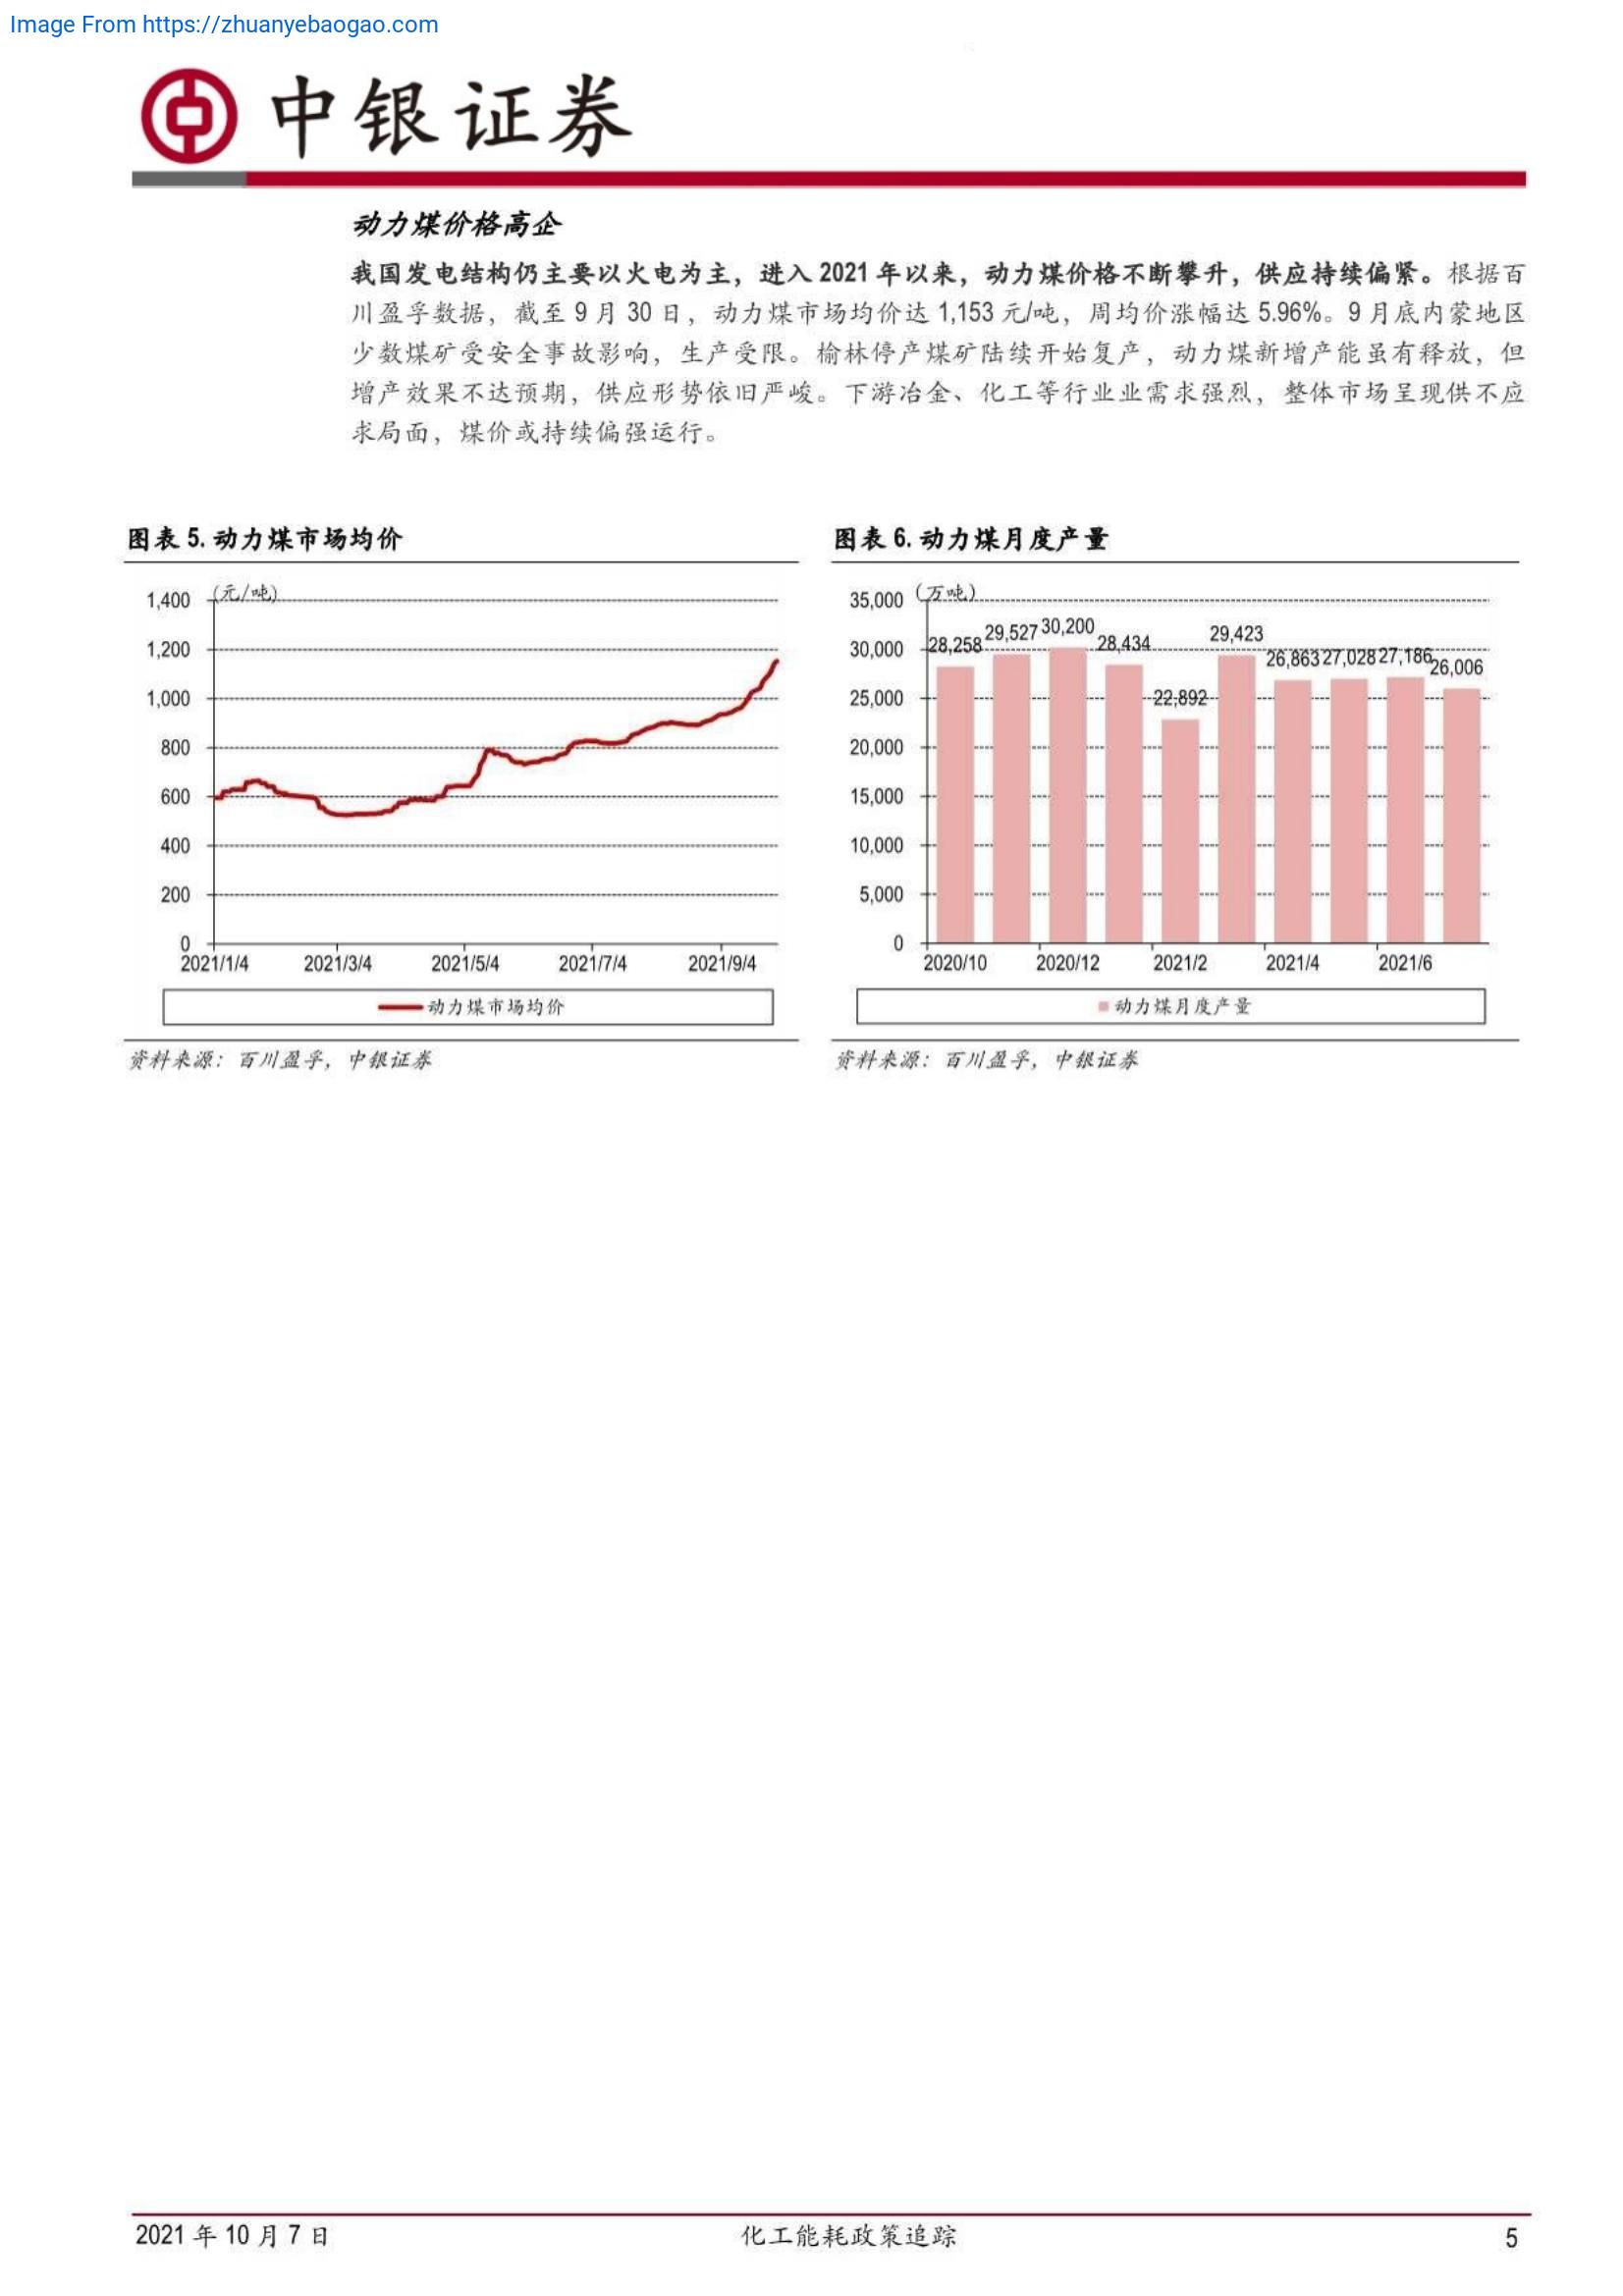 Image From https://zhuanyebaogao.com
中银证券
动力煤价格高企
我国发电结构仍主要以火电为主，进入 2021 年以来，动力煤价格不断攀升，供应持续偏紧。根据百
川盈孚数据，截至 9 月 30 日，动力煤市场均价达 1,153 元/吨，周均价涨幅达 5.96%。9 月底内蒙地区
少数煤矿受安全事故影响，生产受限。榆林停产煤矿陆续开始复产，动力煤新增产能虽有释放，但
增产效果不达预期，供应形势依旧严峻。下游冶金、化工等行业业需求强烈，整体市场呈现供不应
求局面，煤价或持续偏强运行。
图表 5. 动力煤市场均价
(元/吨)
1,400
1,200
1,000
800
600
400
200
0
2021/1/4 2021/3/4 2021/5/4 2021/7/4 2021/9/4
动力煤市场均价
资料来源：百川盈孚，中银证券
图表 6. 动力煤月度产量
(万吨)
35,000
30,000
25,000
20,000
15,000
10,000
5,000
0
28,258 29,527 30,200 28,434 22,892 29,423 26,863 27,028 27,186 26,006
2020/10 2020/12 2021/2 2021/4 2021/6
动力煤月度产量
资料来源：百川盈孚，中银证券
2021 年 10 月 7 日 化工能耗政策追踪 5